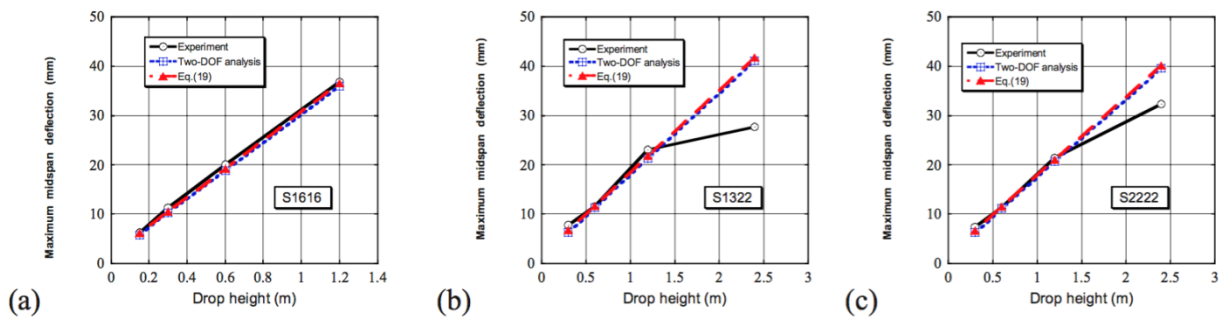 (a)
Maximum midspan deflection (mm)
50
40
30
20
10
0
Experiment
Two-DOF analysis
Eq.(19)
S1616
0 0.2 0.4 0.6 0.8 1 1.2 1.4
Drop height (m)
(b)
Maximum midspan deflection (mm)
50
40
30
20
10
0
Experiment
Two-DOF analysis
Eq.(19)
S1322
0 0.5 1 1.5 2 2.5 3
Drop height (m)
(c)
Maximum midspan deflection (mm)
50
40
30
20
10
0
Experiment
Two-DOF analysis
Eq.(19)
S2222
0 0.5 1 1.5 2 2.5 3
Drop height (m)